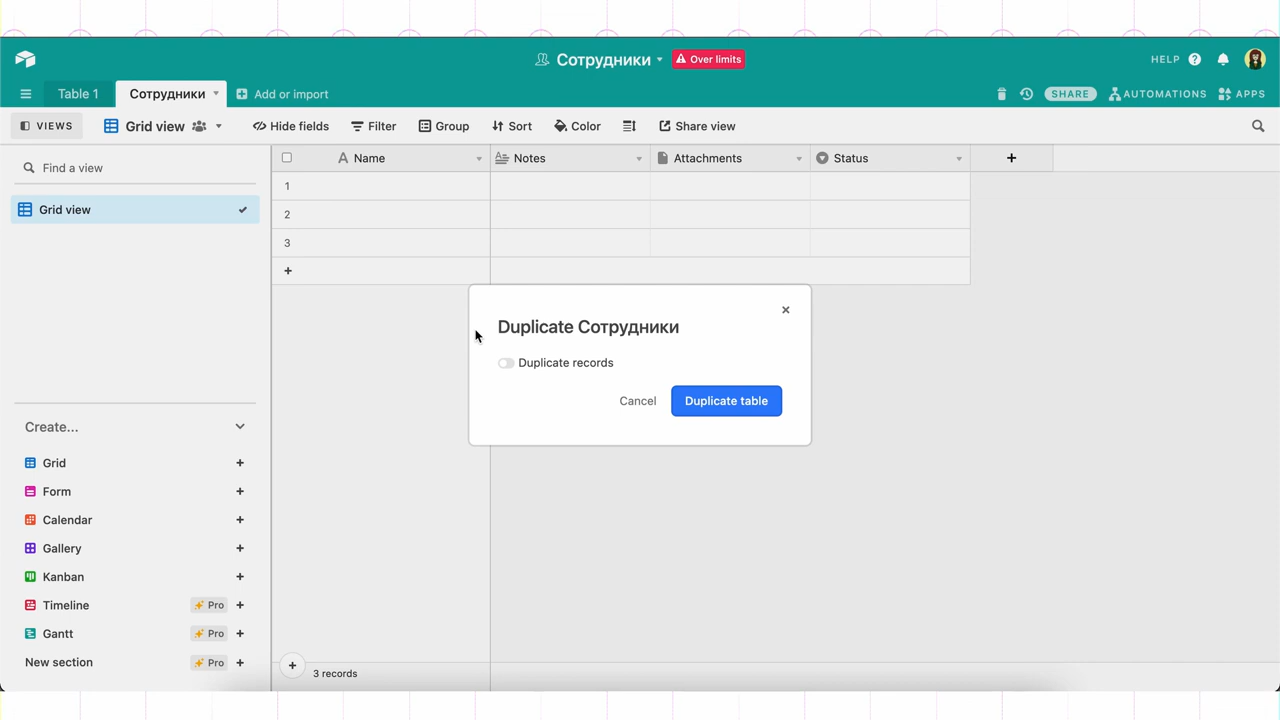 Сотрудники
Over limits
HELP
Table 1
Сотрудники
Add or import
SHARE
AUTOMATIONS
APPS
VIEWS
Grid view
Hide fields
Filter
Group
Sort
Color
Share view
Find a view
Grid view
Name
Notes
Attachments
Status
1
2
3
Duplicate Сотрудники
Duplicate records
Cancel
Duplicate table
Create...
Grid
Form
Calendar
Gallery
Kanban
Timeline Pro
Gantt Pro
New section Pro
3 records